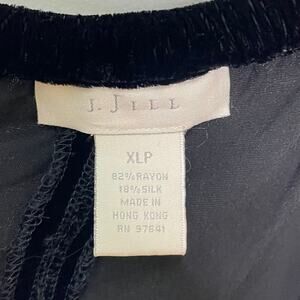 J. JILL
XLP
82% RAYON
18% SILK
MADE IN
HONG KONG
RN 97641